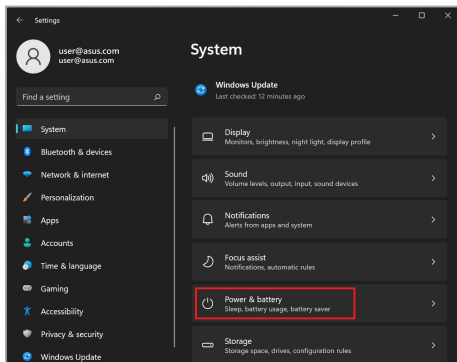 Settings
user@asus.com
user@asus.com
Find a setting
System
Bluetooth & devices
Network & internet
Personalization
Apps
Accounts
Time & language
Gaming
Accessibility
Privacy & security
Windows Update
System
Windows Update
Last checked: 12 minutes ago
Display
Monitors, brightness, night light, display profile
Sound
Volume levels, output, input, sound devices
Notifications
Alerts from apps and system
Focus assist
Notifications, automatic rules
Power & battery
Sleep, battery usage, battery saver
Storage
Storage space, drives, configuration rules